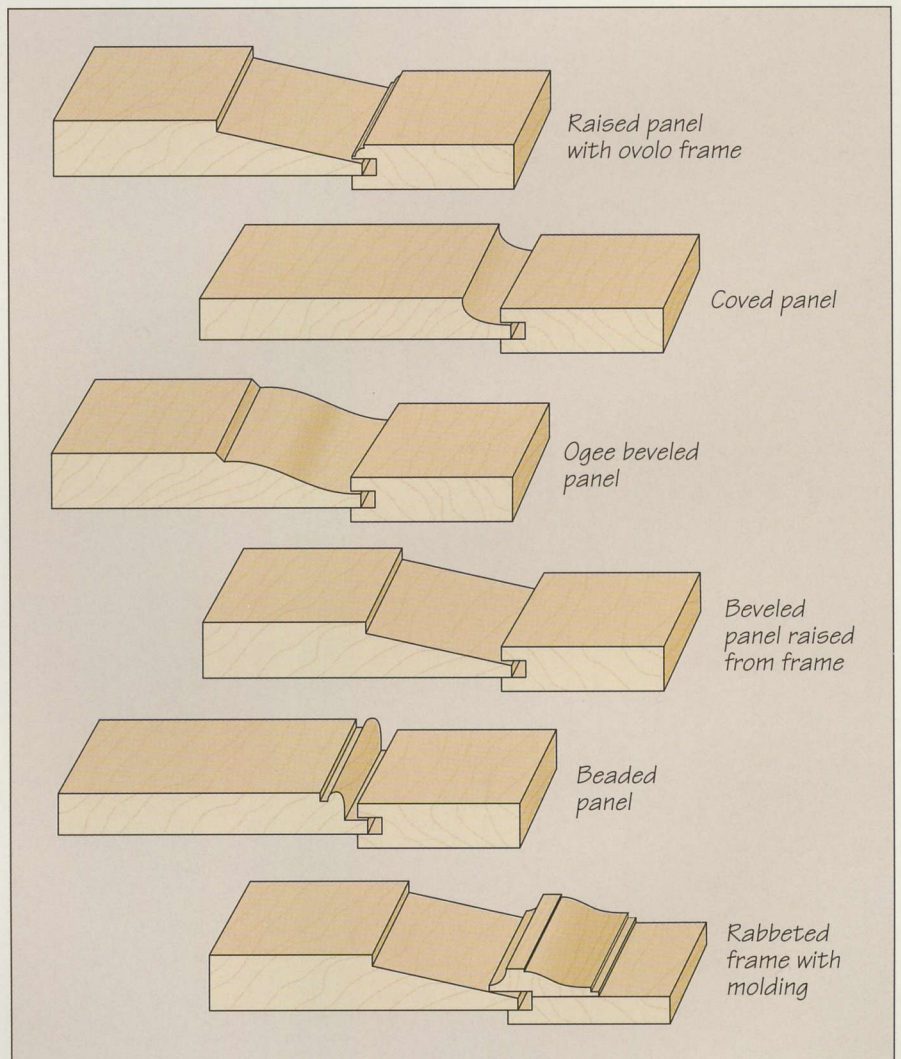 Raised panel
with ovolo frame
Coved panel
Ogee beveled
panel
Beveled
panel raised
from frame
Beaded
panel
Rabbeted
frame with
molding